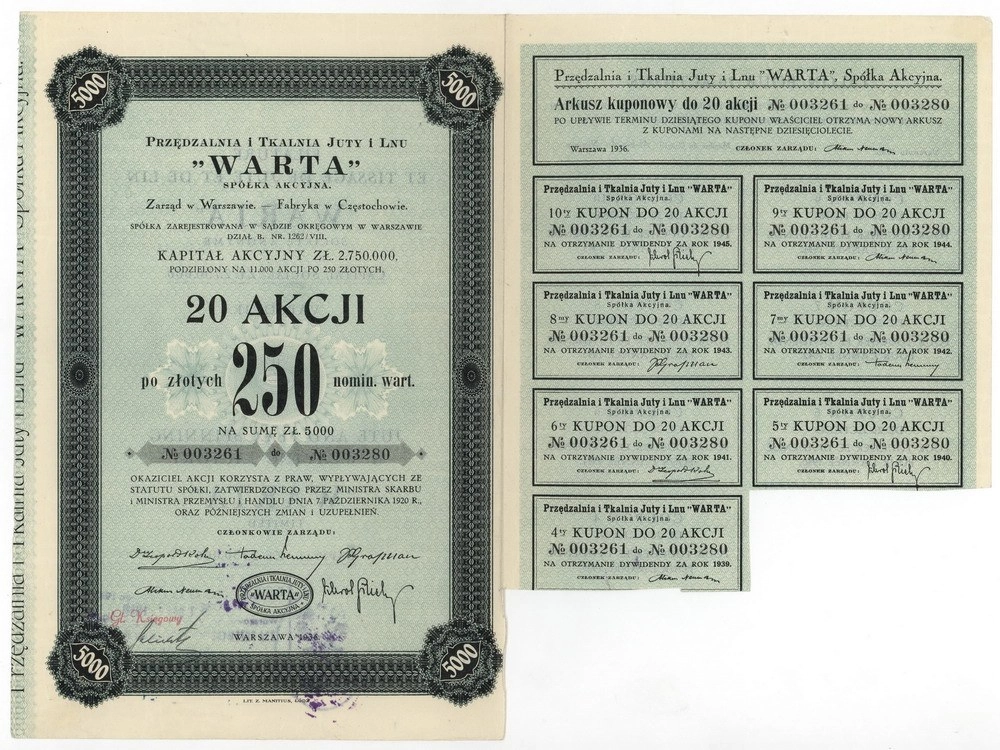 5000
5000
PRZĘDZALNIA I TKALNIA JUTY I LNU
"WARTA"
SPÓŁKA AKCYJNA.
Zarząd w Warszawie. Fabryka w Częstochowie.
SPÓŁKA ZAREJESTROWANA W SĄDZIE OKRĘGOWYM W WARSZAWIE
DZIAŁ B. NR. 1262/VIII.
KAPITAŁ AKCYJNY ZŁ. 2.750.000,
PODZIELONY NA 11.000 AKCJI PO 250 ZŁOTYCH.
20 AKCJI
po złotych 250 nomin. wart.
NA SUMĘ ZŁ. 5000
№ 003261 do № 003280
OKAZICIEL AKCJI KORZYSTA Z PRAW, WYPŁYWAJĄCYCH ZE
STATUTU SPÓŁKI, ZATWIERDZONEGO PRZEZ MINISTRA SKARBU
I MINISTRA PRZEMYSŁU I HANDLU DNIA 7 PAŹDZIERNIKA 1920 R.,
ORAZ PÓŹNIEJSZYCH ZMIAN I UZUPEŁNIEŃ.
CZŁONKOWIE ZARZĄDU:
PRZĘDZALNIA I TKALNIA JUTY I LNU
"WARTA"
SPÓŁKA AKCYJNA
Gł. Księgowy
WARSZAWA 1936.
5000
5000
LIT. Z. MANITIUS, ŁÓDŹ
Przędzalnia i Tkalnia Juty i Lnu "WARTA" Spółka Akcyjna.
Przędzalnia i Tkalnia Juty i Lnu "WARTA", Spółka Akcyjna.
Arkusz kuponowy do 20 akcji № 003261 do № 003280
PO UPŁYWIE TERMINU DZIESIĄTEGO KUPONU WŁAŚCICIEL OTRZYMA NOWY ARKUSZ
Z KUPONAMI NA NASTĘPNE DZIESIĘCIOLECIE.
Warszawa 1936. CZŁONEK ZARZĄDU:
Przędzalnia i Tkalnia Juty i Lnu "WARTA"
Spółka Akcyjna.
10ty KUPON DO 20 AKCJI
№ 003261 do № 003280
NA OTRZYMANIE DYWIDENDY ZA ROK 1945.
CZŁONEK ZARZĄDU:
Przędzalnia i Tkalnia Juty i Lnu "WARTA"
Spółka Akcyjna.
9ty KUPON DO 20 AKCJI
№ 003261 do № 003280
NA OTRZYMANIE DYWIDENDY ZA ROK 1944.
CZŁONEK ZARZĄDU:
Przędzalnia i Tkalnia Juty i Lnu "WARTA"
Spółka Akcyjna.
8my KUPON DO 20 AKCJI
№ 003261 do № 003280
NA OTRZYMANIE DYWIDENDY ZA ROK 1943.
CZŁONEK ZARZĄDU:
Przędzalnia i Tkalnia Juty i Lnu "WARTA"
Spółka Akcyjna.
7my KUPON DO 20 AKCJI
№ 003261 do № 003280
NA OTRZYMANIE DYWIDENDY ZA ROK 1942.
CZŁONEK ZARZĄDU:
Przędzalnia i Tkalnia Juty i Lnu "WARTA"
Spółka Akcyjna.
6ty KUPON DO 20 AKCJI
№ 003261 do № 003280
NA OTRZYMANIE DYWIDENDY ZA ROK 1941.
CZŁONEK ZARZĄDU:
Przędzalnia i Tkalnia Juty i Lnu "WARTA"
Spółka Akcyjna.
5ty KUPON DO 20 AKCJI
№ 003261 do № 003280
NA OTRZYMANIE DYWIDENDY ZA ROK 1940.
CZŁONEK ZARZĄDU:
Przędzalnia i Tkalnia Juty i Lnu "WARTA"
Spółka Akcyjna.
4ty KUPON DO 20 AKCJI
№ 003261 do № 003280
NA OTRZYMANIE DYWIDENDY ZA ROK 1939.
CZŁONEK ZARZĄDU: